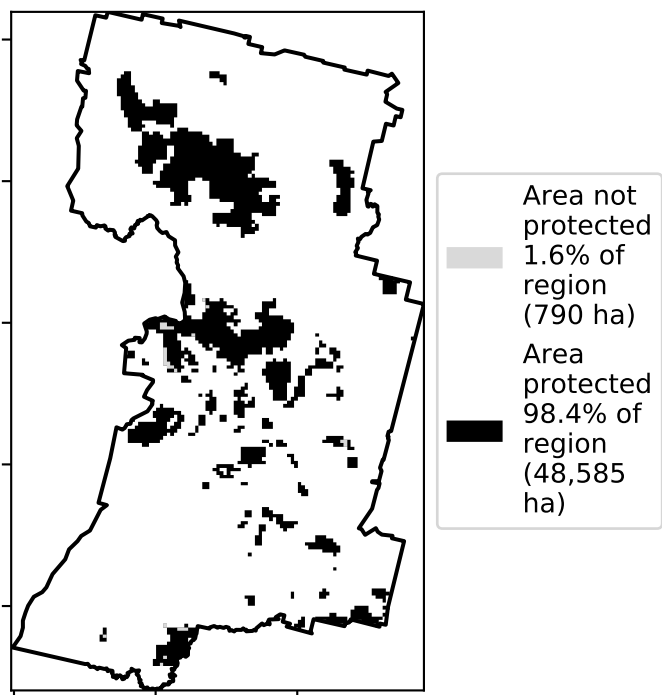 Area not
protected
1.6% of
region
(790 ha)
Area
protected
98.4% of
region
(48,585
ha)